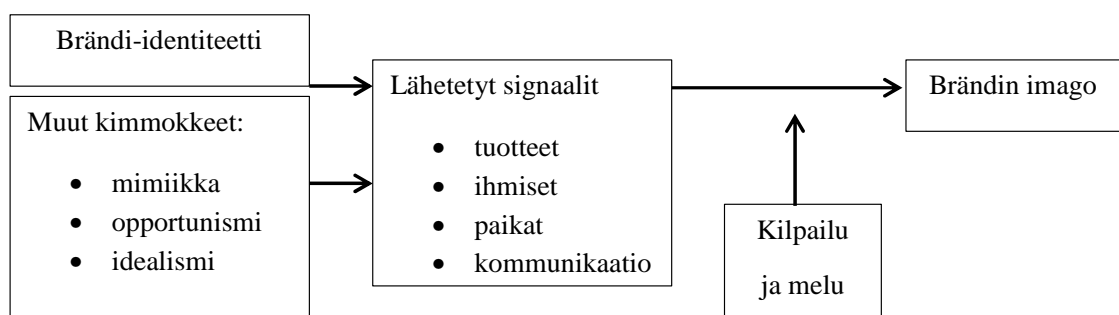 Brändi-identiteetti
Muut kimmokkeet:
• mimiikka
• opportunismi
• idealismi
Lähetetyt signaalit
• tuotteet
• ihmiset
• paikat
• kommunikaatio
Brändin imago
Kilpailu
ja melu